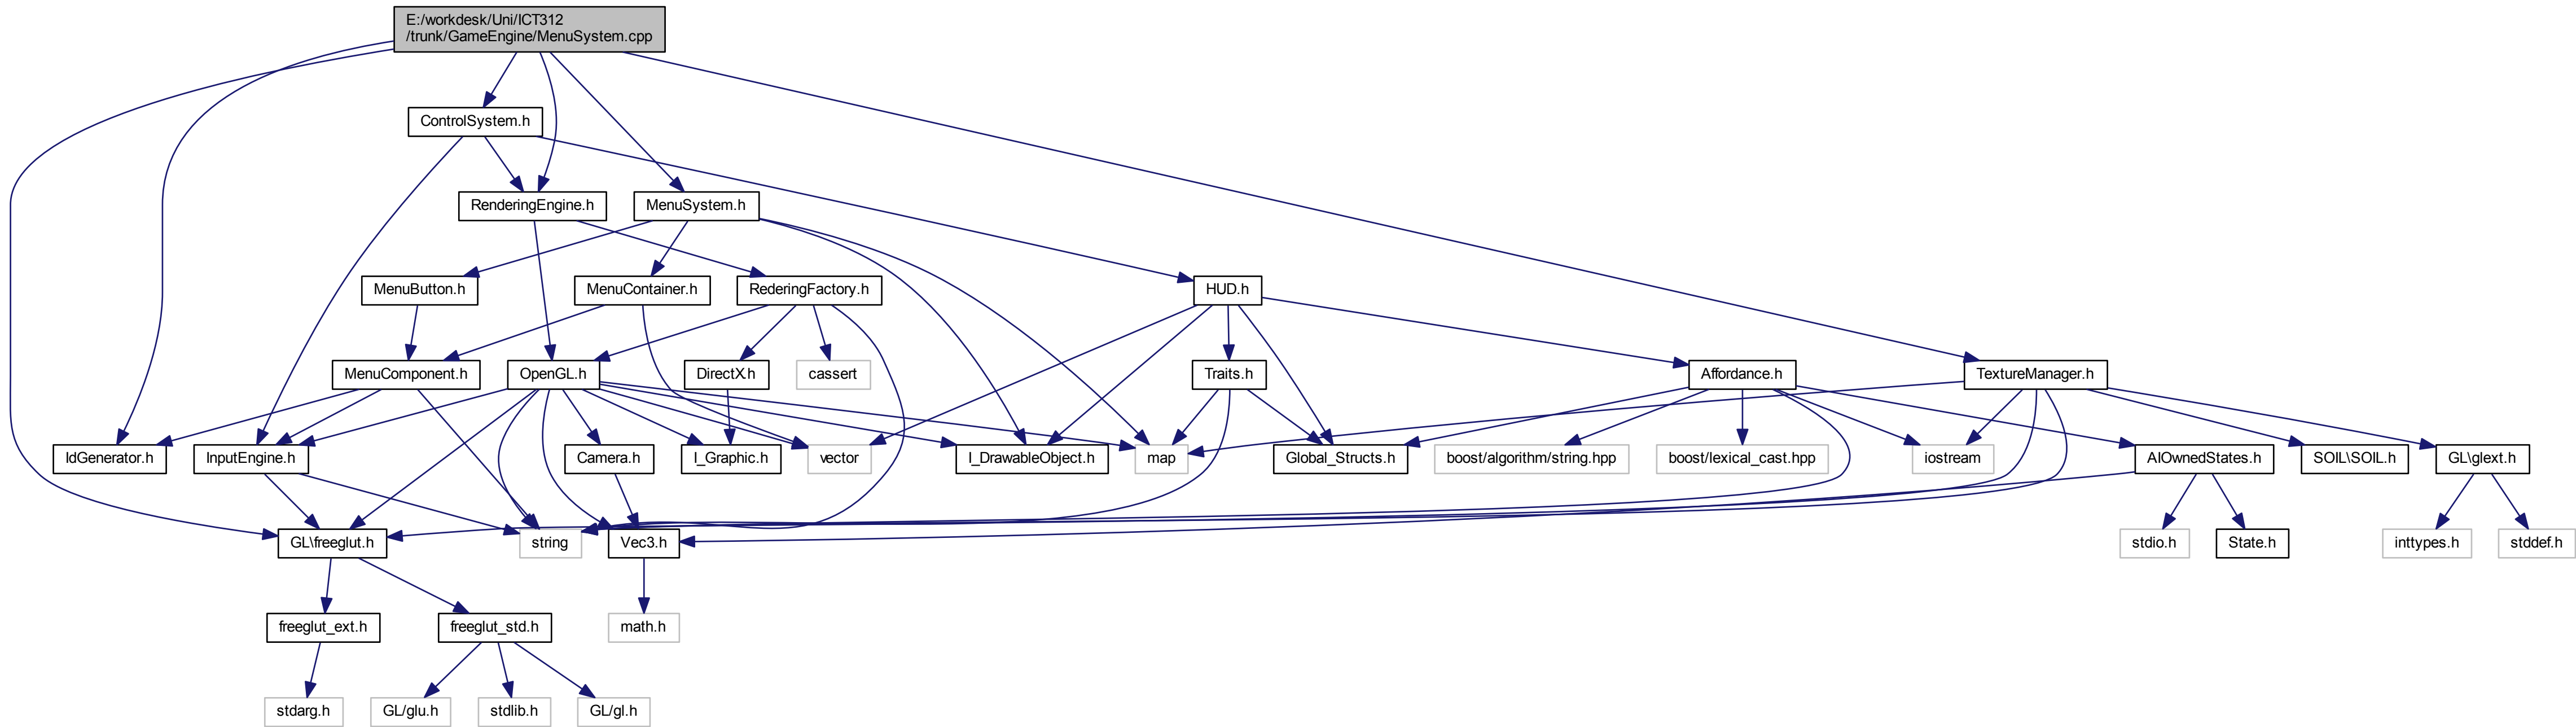 E:/workdesk/Uni/ICT312
/trunk/GameEngine/MenuSystem.cpp
ControlSystem.h
RenderingEngine.h
MenuSystem.h
MenuButton.h
MenuContainer.h
RederingFactory.h
HUD.h
MenuComponent.h
OpenGL.h
DirectX.h
cassert
Traits.h
Affordance.h
TextureManager.h
IdGenerator.h
InputEngine.h
Camera.h
I_Graphic.h
vector
I_DrawableObject.h
map
Global_Structs.h
boost/algorithm/string.hpp
boost/lexical_cast.hpp
iostream
AIOwnedStates.h
SOIL\SOIL.h
GL\glext.h
GL\freeglut.h
string
Vec3.h
stdio.h
State.h
inttypes.h
stddef.h
freeglut_ext.h
freeglut_std.h
math.h
stdarg.h
GL/glu.h
stdlib.h
GL/gl.h